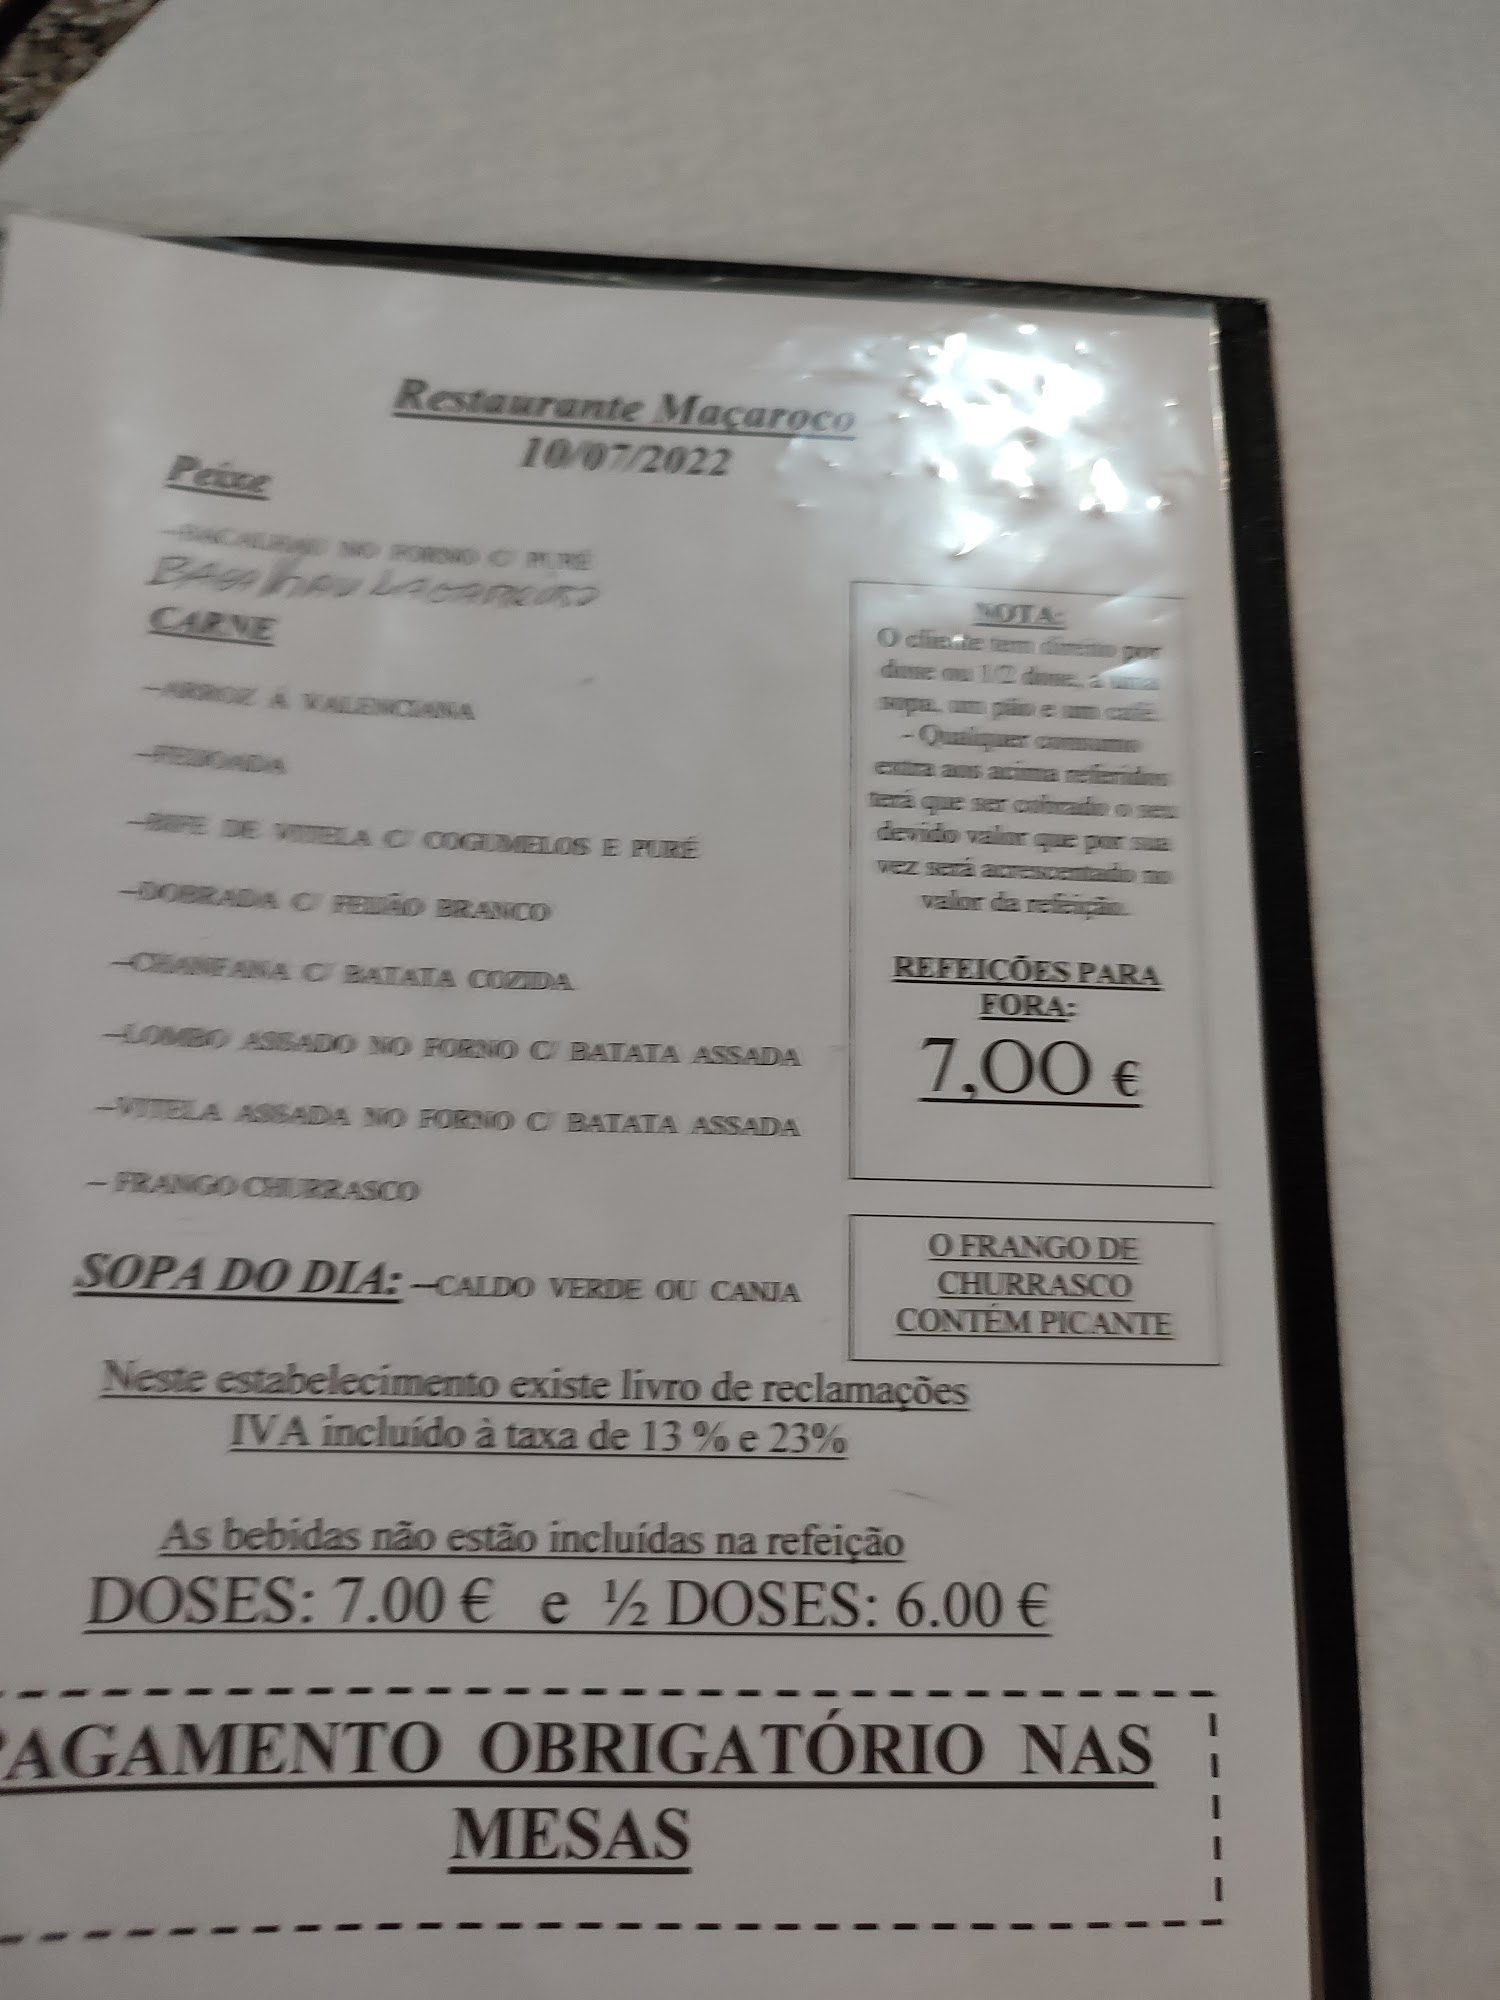 Restaurante Maçaroco
10/07/2022
Peixe
–BACALHAU NO FORNO C/ PURÉ
BACALHAU LAGAREIRO
CARNE
–ARROZ À VALENCIANA
–FEIJOADA
–BIFE DE VITELA C/ COGUMELOS E PURÉ
–DOBRADA C/ FEIJÃO BRANCO
–CHANFANA C/ BATATA COZIDA
–LOMBO ASSADO NO FORNO C/ BATATA ASSADA
–VITELA ASSADA NO FORNO C/ BATATA ASSADA
– FRANGO CHURRASCO
SOPA DO DIA: –CALDO VERDE OU CANJA
NOTA:
O cliente tem direito por
dose ou 1/2 dose, a uma
sopa, um pão e um café.
- Qualquer consumo
extra aos acima referidos
terá que ser cobrado o seu
devido valor que por sua
vez será acrescentado no
valor da refeição.
REFEIÇÕES PARA
FORA:
7,00 €
O FRANGO DE
CHURRASCO
CONTÉM PICANTE
Neste estabelecimento existe livro de reclamações
IVA incluído à taxa de 13 % e 23%
As bebidas não estão incluídas na refeição
DOSES: 7.00 € e ½ DOSES: 6.00 €
PAGAMENTO OBRIGATÓRIO NAS
MESAS